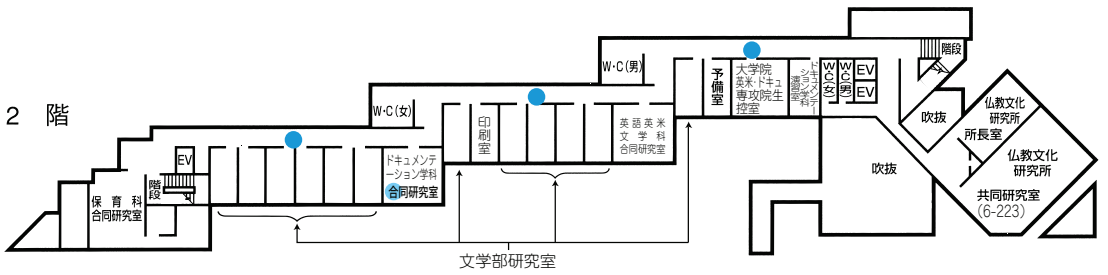 2 階
EV
階
段
保 育 科
合同研究室
W・C(女)
ドキュメンテ
ーション学科
合同研究室
印
刷
室
英 語 英 米
文 学 科
合同研究室
W・C(男)
予
備
室
大学院
英米・ドキュ
専攻院生
控室
ドキュメンテー
ション学科
演習室
W・C(女)
W・C(男)
EV
EV
階段
吹抜
吹抜
仏教文化
研究所
所長室
仏教文化
研究所
共同研究室
(6-223)
文学部研究室